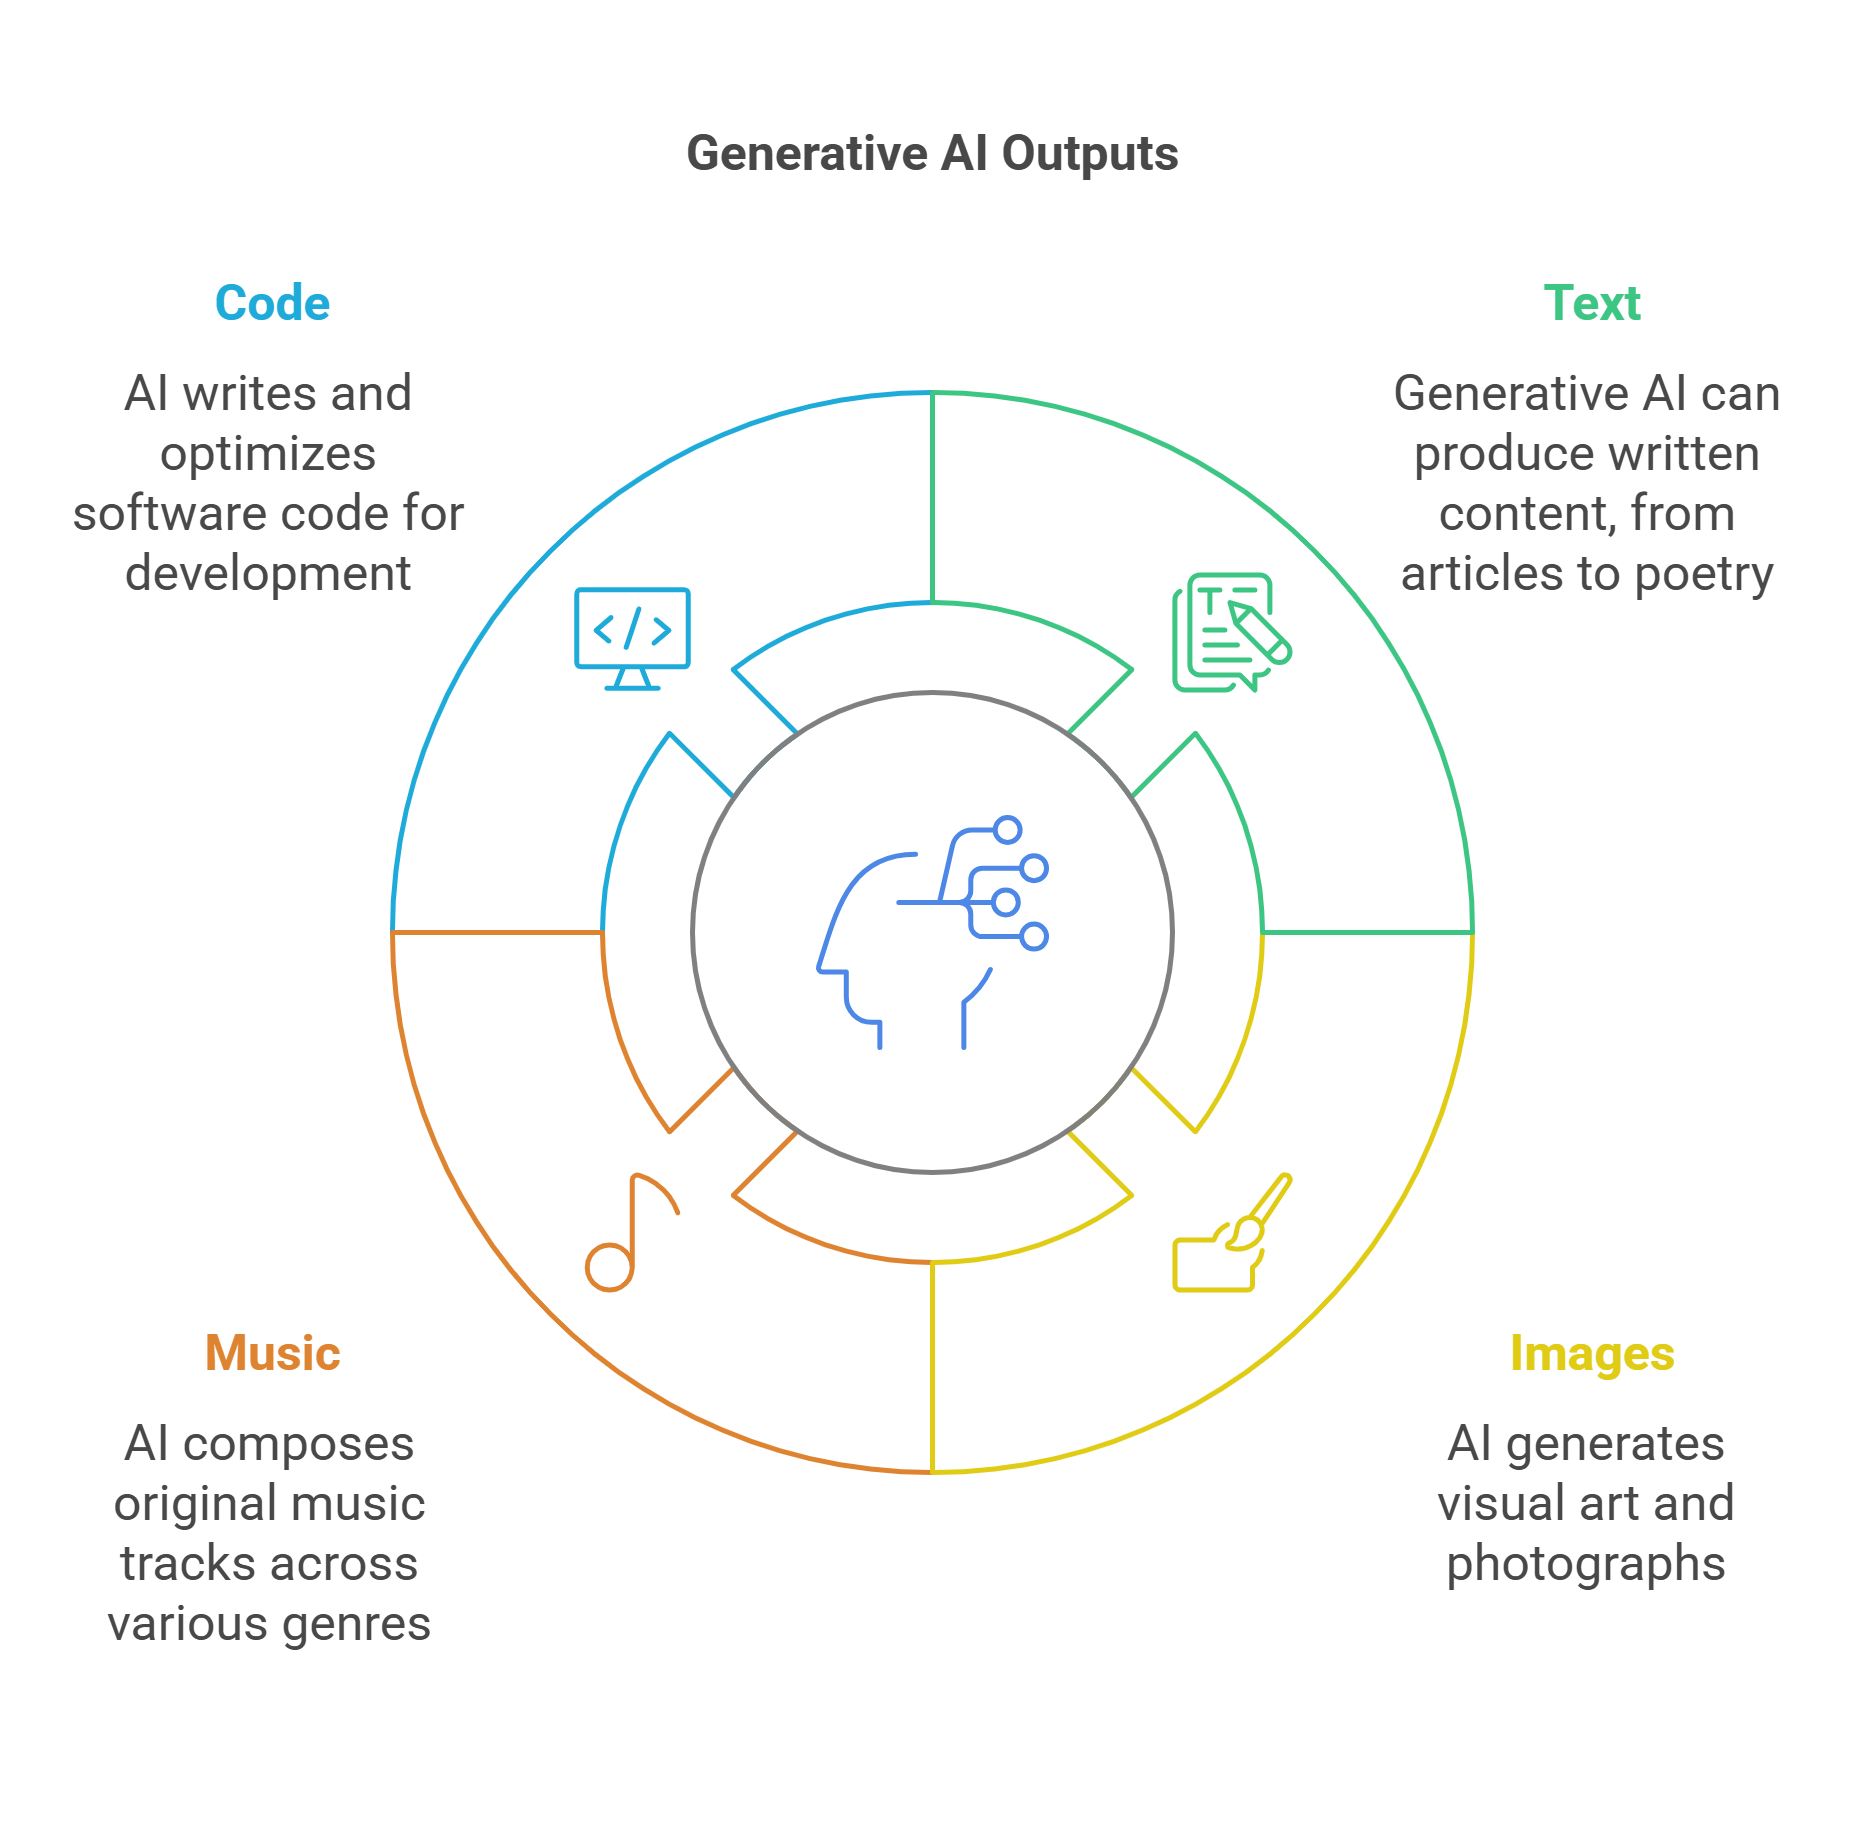 Generative AI Outputs
Code
AI writes and
optimizes
software code for
development
Text
Generative AI can
produce written
content, from
articles to poetry
</>
T
Music
AI composes
original music
tracks across
various genres
Images
AI generates
visual art and
photographs